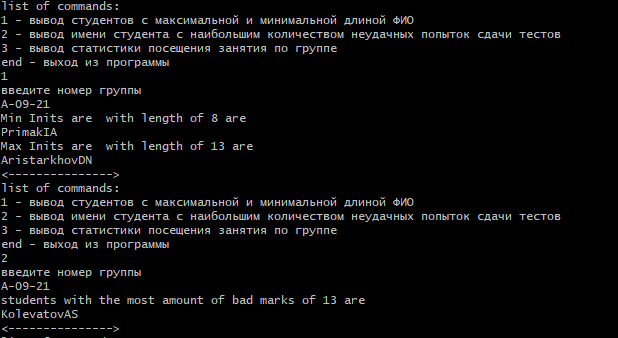 list of commands:
1 - вывод студентов с максимальной и минимальной длиной ФИО
2 - вывод имени студента с наибольшим количеством неудачных попыток сдачи тестов
3 - вывод статистики посещения занятия по группе
end - выход из программы
1
введите номер группы
A-09-21
Min Inits are  with length of 8 are
PrimakIA
Max Inits are  with length of 13 are
AristarkhovDN
<--------------->
list of commands:
1 - вывод студентов с максимальной и минимальной длиной ФИО
2 - вывод имени студента с наибольшим количеством неудачных попыток сдачи тестов
3 - вывод статистики посещения занятия по группе
end - выход из программы
2
введите номер группы
A-09-21
students with the most amount of bad marks of 13 are
KolevatovAS
<--------------->